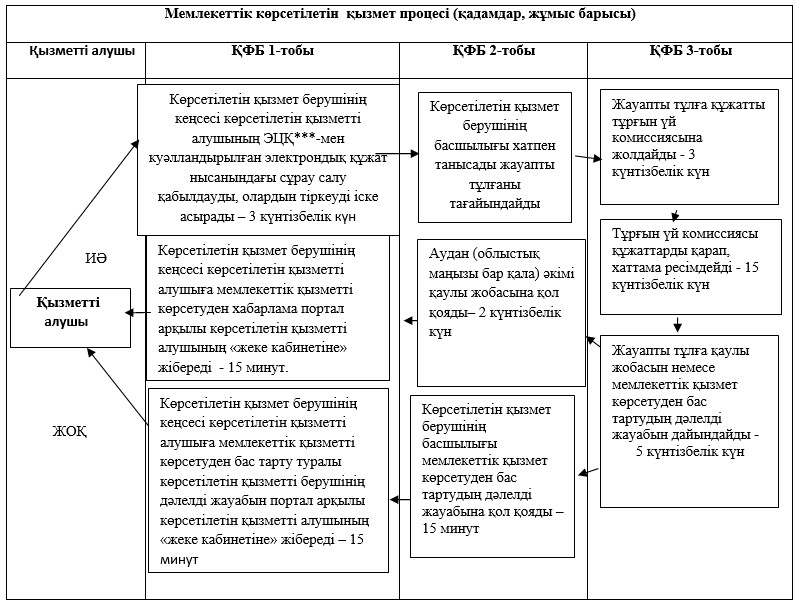 Мемлекеттік көрсетілетін қызмет процесі (қадамдар, жұмыс барысы)
Қызметті алушы
ҚФБ 1-тобы
ҚФБ 2-тобы
ҚФБ 3-тобы
Көрсетілетін қызмет берушінің
кеңсесі көрсетілетін қызметті
алушының ЭЦҚ***-мен
куәлландырылған электрондық құжат
нысанындағы сұрау салу
қабылдауды, олардын тіркеуді іске
асырады – 3 күнтізбелік күн
Көрсетілетін қызмет
берушінің
басшылығы хатпен
танысады жауапты
тұлғаны
тағайындайды
Жауапты тұлға құжатты
тұрғын үй
комиссиясына
жолдайды - 3
күнтізбелік күн
Тұрғын үй комиссиясы
құжаттарды қарап,
хаттама ресімдейді - 15
күнтізбелік күн
Жауапты тұлға қаулы
жобасын немесе
мемлекеттік қызмет
көрсетуден бас
тартудың дәлелді
жауабын дайындайды -
5 күнтізбелік күн
Аудан (облыстық
маңызы бар қала) әкімі
қаулы жобасына қол
қояды– 2 күнтізбелік
күн
Көрсетілетін қызмет берушінің
кеңсесі көрсетілетін қызметті
алушыға мемлекеттік қызметті
көрсетуден хабарлама портал
арқылы көрсетілетін қызметті
алушының «жеке кабинетіне»
жібереді - 15 минут.
ИӘ
Қызметті
алушы
ЖОҚ
Көрсетілетін қызмет берушінің
кеңсесі көрсетілетін қызметті
алушыға мемлекеттік қызметті
көрсетуден бас тарту туралы
көрсетілетін қызметті берушінің
дәлелді жауабын портал арқылы
көрсетілетін қызметті алушының
«жеке кабинетіне» жібереді – 15
минут
Көрсетілетін қызмет
берушінің
басшылығы
мемлекеттік қызмет
көрсетуден бас
тартудың дәлелді
жауабына қол қояды –
15 минут